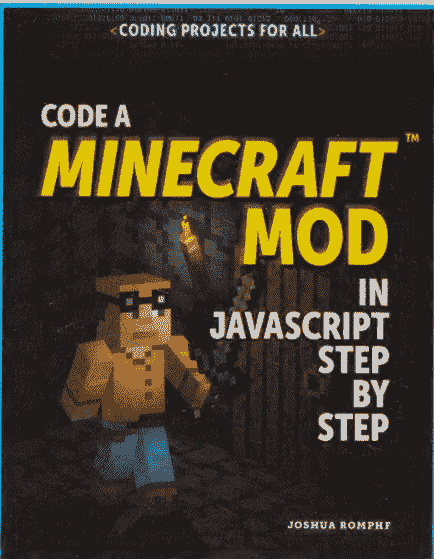 <CODING PROJECTS FOR ALL>
CODE A
MINECRAFT™
MOD
IN
JAVASCRIPT
STEP
BY
STEP
JOSHUA ROMPHF